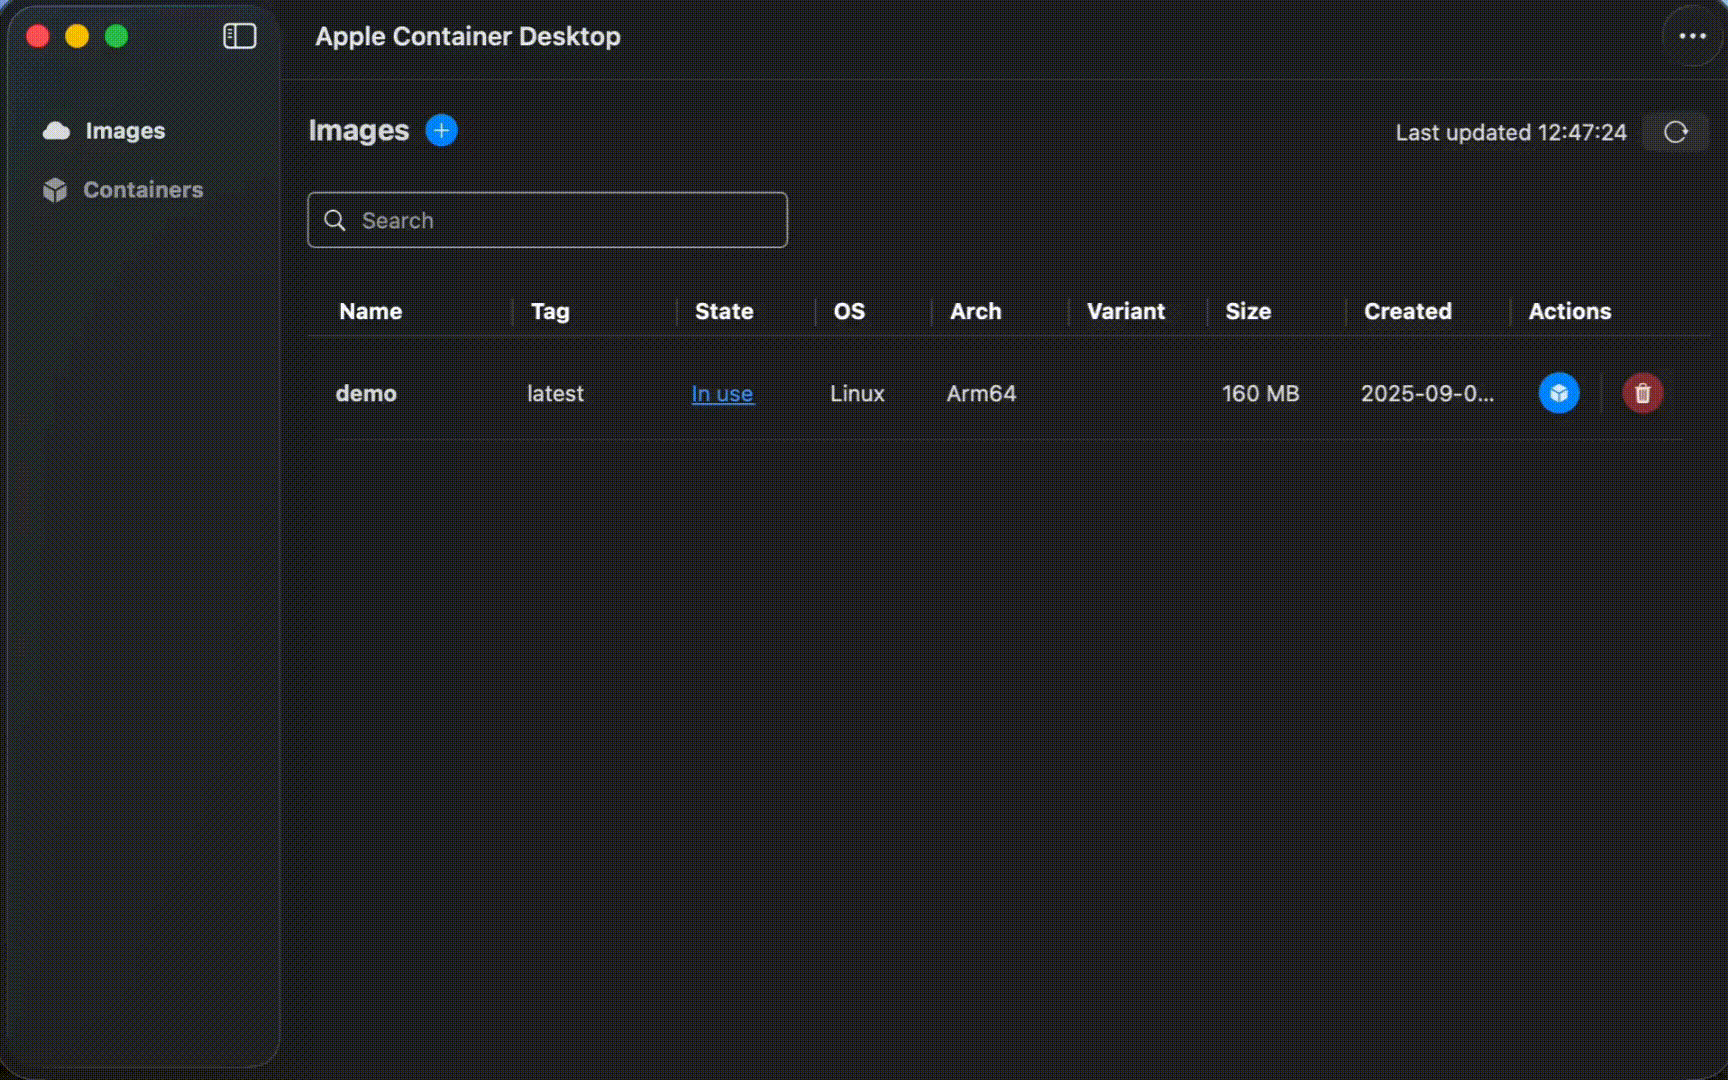 Apple Container Desktop
Images
Containers
Images
Last updated 12:47:24
Search
Name Tag State OS Arch Variant Size Created Actions
demo latest In use Linux Arm64 160 MB 2025-09-0...